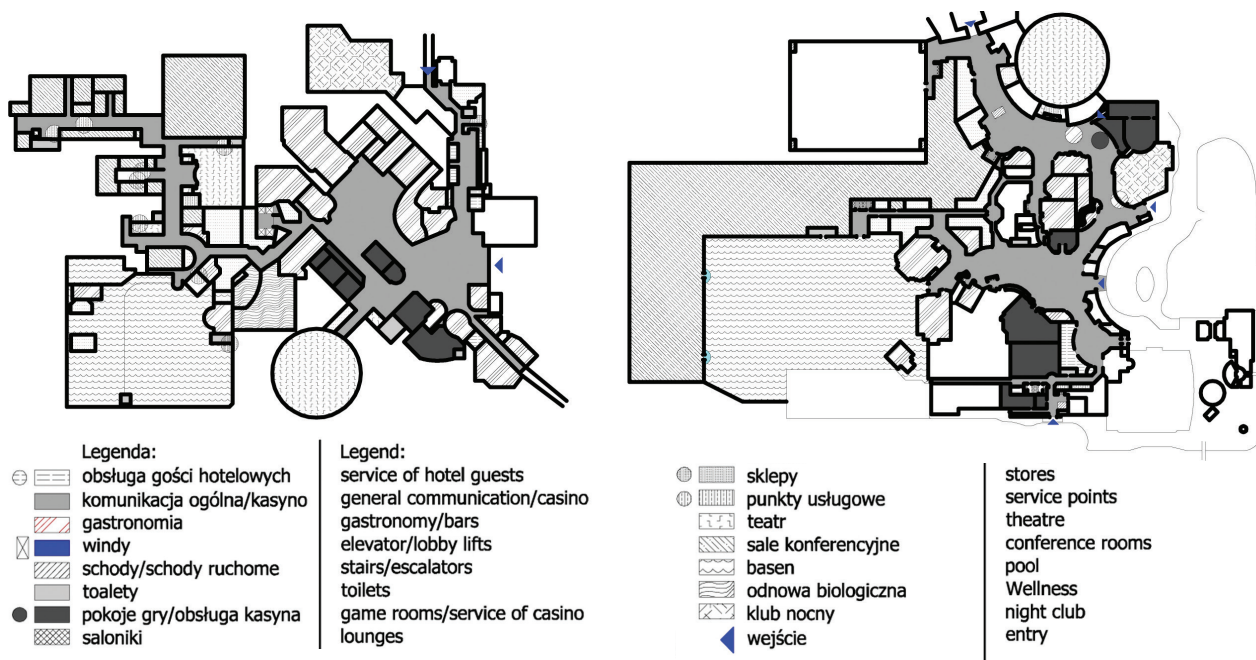 Legenda:
obsługa gości hotelowych
komunikacja ogólna/kasyno
gastronomia
windy
schody/schody ruchome
toalety
pokoje gry/obsługa kasyna
saloniki
Legend:
service of hotel guests
general communication/casino
gastronomy/bars
elevator/lobby lifts
stairs/escalators
toilets
game rooms/service of casino
lounges
sklepy
punkty usługowe
teatr
sale konferencyjne
basen
odnowa biologiczna
klub nocny
wejście
stores
service points
theatre
conference rooms
pool
Wellness
night club
entry